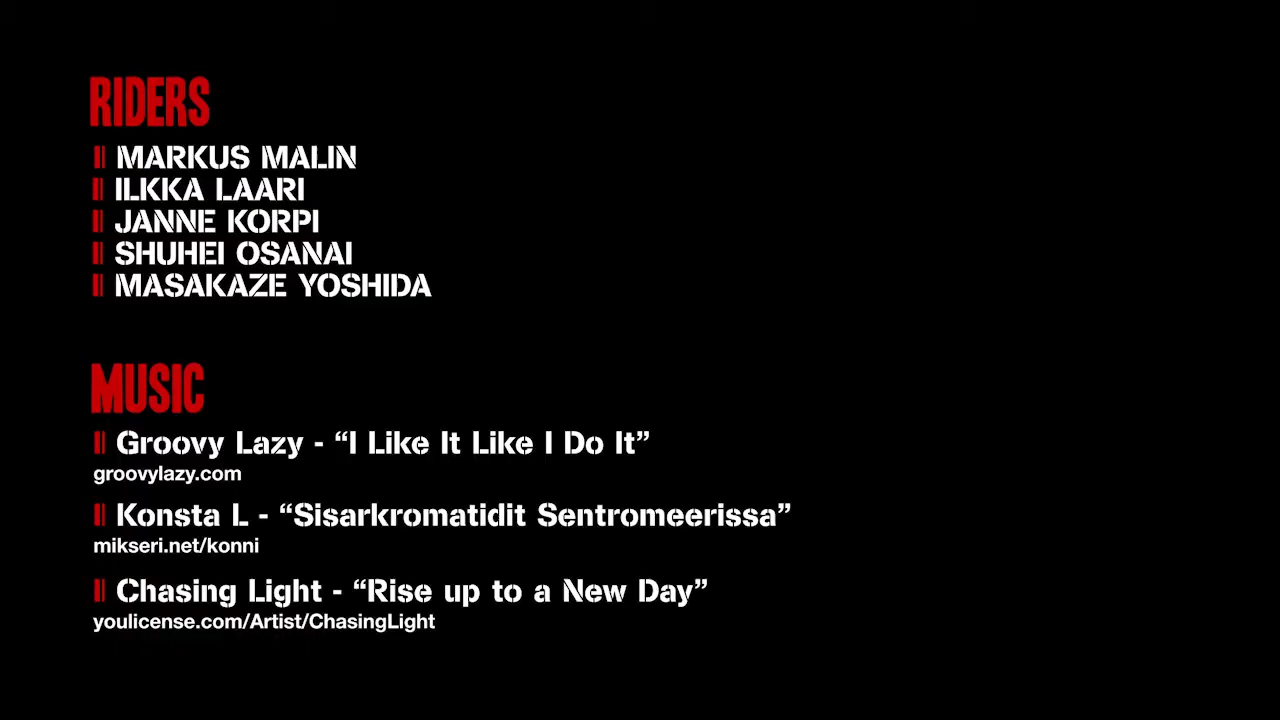 RIDERS
MARKUS MALIN
ILKKA LAARI
JANNE KORPI
SHUHEI OSANAI
MASAKAZE YOSHIDA
MUSIC
Groovy Lazy - “I Like It Like I Do It”
groovylazy.com
Konsta L - “Sisarkromatidit Sentromeerissa”
mikseri.net/konni
Chasing Light - “Rise up to a New Day”
youlicense.com/Artist/ChasingLight